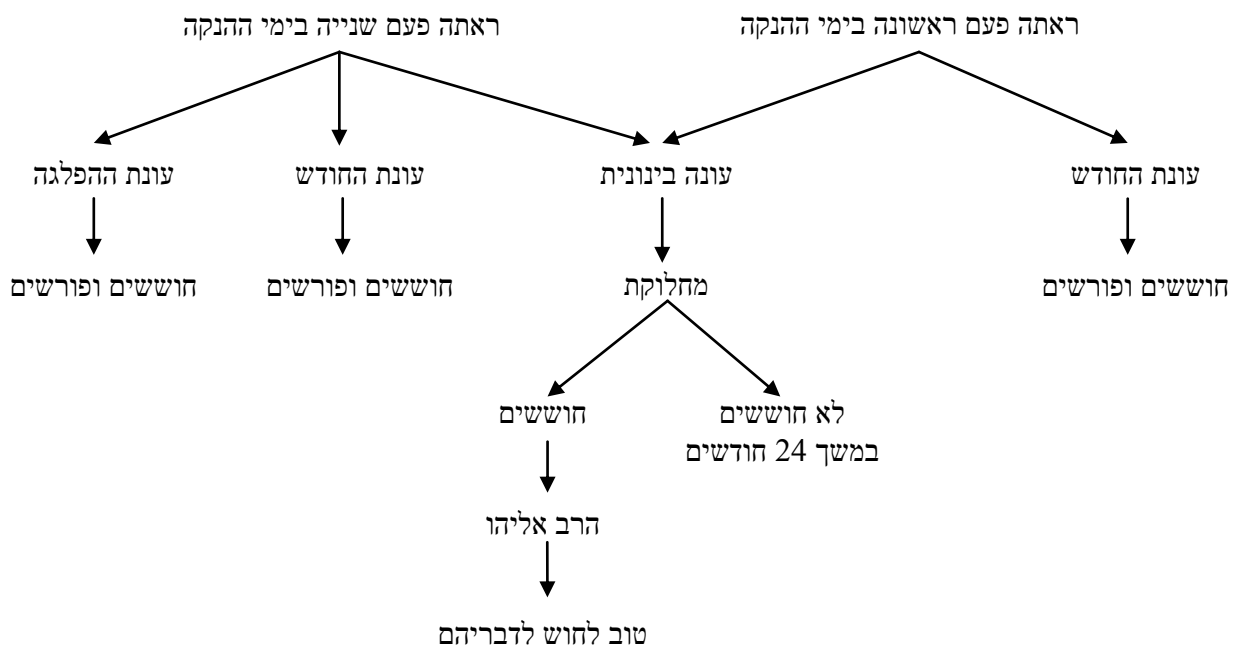 ראתה פעם ראשונה בימי ההנקה
ראתה פעם שנייה בימי ההנקה
עונת החודש
עונה בינונית
עונת החודש
עונת ההפלגה
חוששים ופורשים
מחלוקת
חוששים ופורשים
חוששים ופורשים
לא חוששים
במשך 24 חודשים
חוששים
הרב אליהו
טוב לחוש לדבריהם